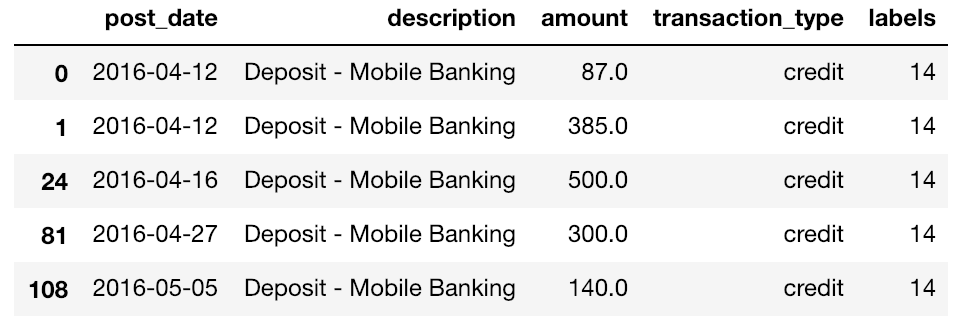 post_date description amount transaction_type labels
0 2016-04-12 Deposit - Mobile Banking 87.0 credit 14
1 2016-04-12 Deposit - Mobile Banking 385.0 credit 14
24 2016-04-16 Deposit - Mobile Banking 500.0 credit 14
81 2016-04-27 Deposit - Mobile Banking 300.0 credit 14
108 2016-05-05 Deposit - Mobile Banking 140.0 credit 14